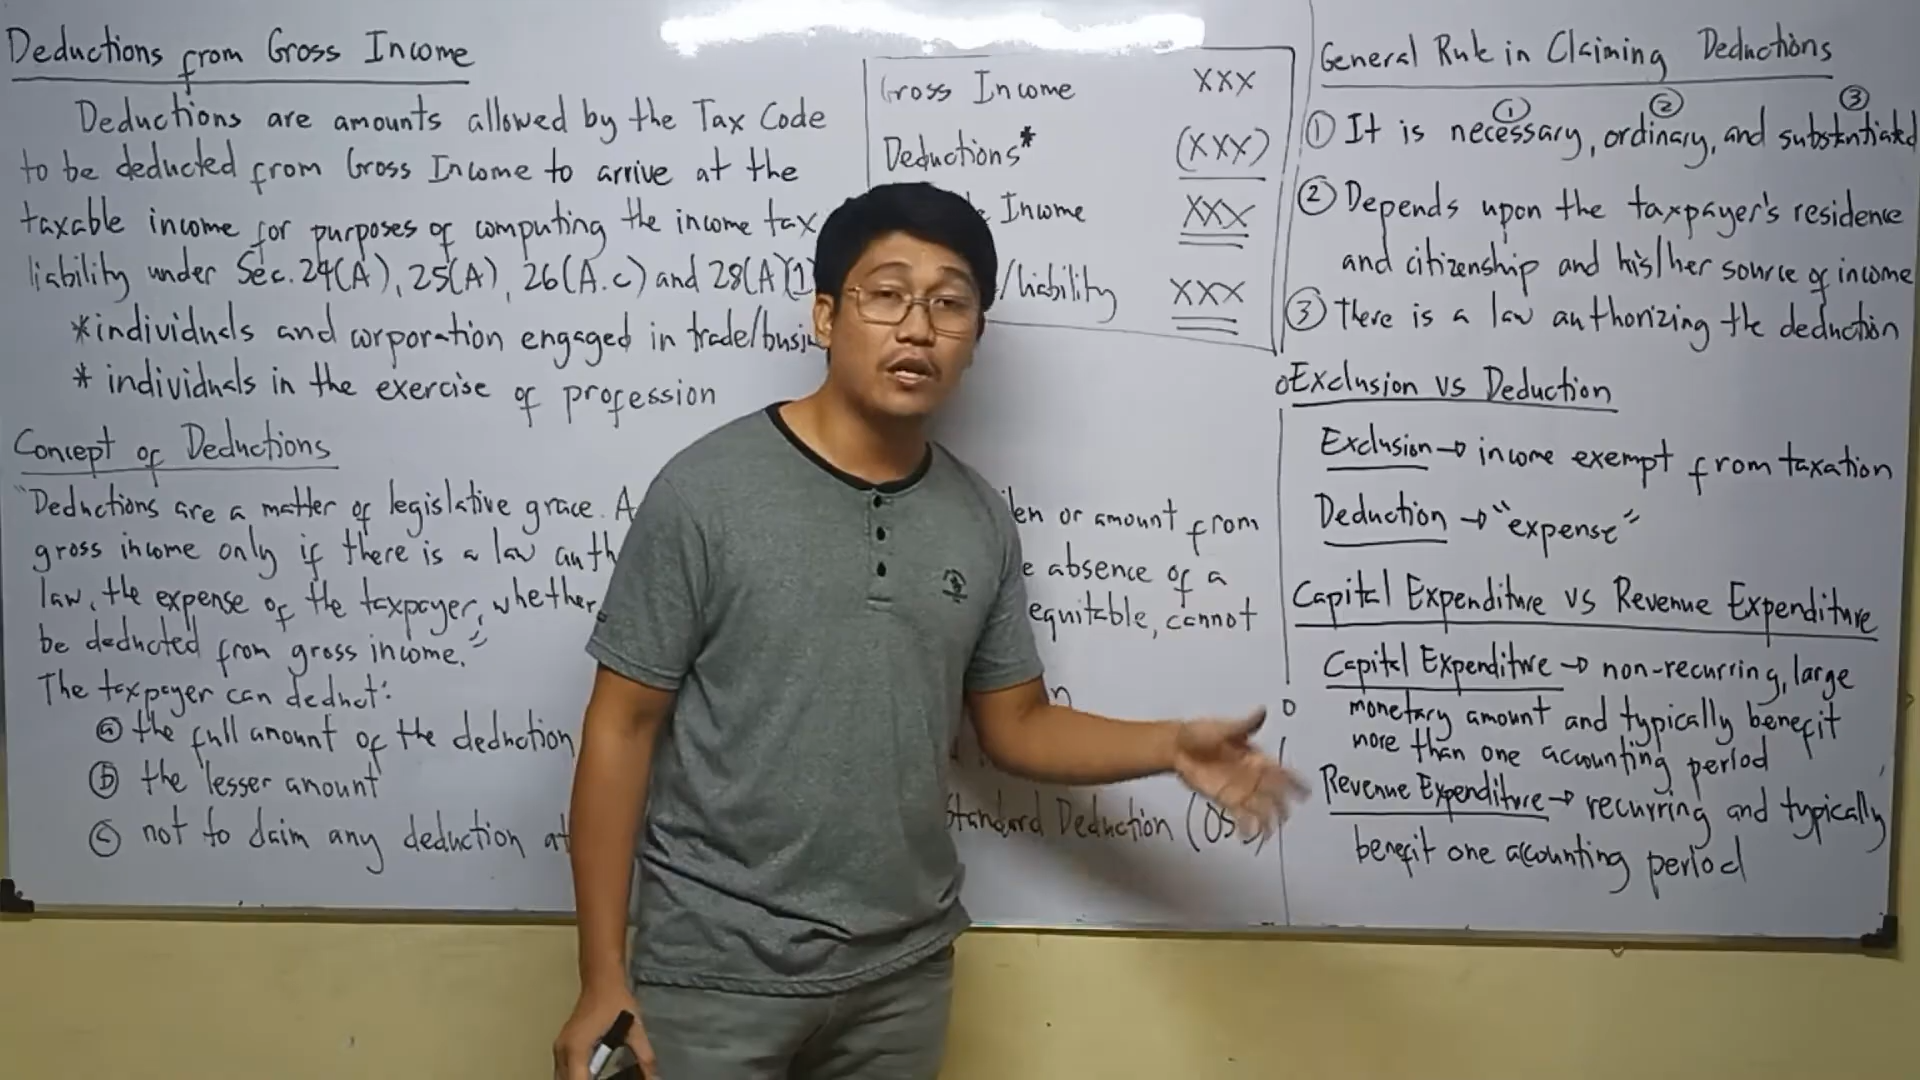 Deductions from Gross Income
Deductions are amounts allowed by the Tax Code
to be deducted from Gross Income to arrive at the
taxable income for purposes of computing the income tax
liability under Sec. 24(A), 25(A), 26(A.C) and 28(A)(1)
*individuals and corporation engaged in trade/busi
* individuals in the exercise of profession
Concept of Deductions
"Deductions are a matter of legislative grace. A
gross income only if there is a law auth
law, the expense of the taxpayer, whether
be deducted from gross income."
The taxpayer can deduct:
ⓐ the full amount of the deduction
ⓑ the lesser amount
ⓒ not to claim any deduction at
Gross Income XXX
Deductions* (XXX)
Income XXX
/liability XXX
or amount from
e absence of a
equitable, cannot
n
Standard Deduction (OSD)
General Rule in Claiming Deductions
① ② ③
① It is necessary, ordinary, and substantiated
② Depends upon the taxpayer's residence
and citizenship and his/her source of income
③ There is a law authorizing the deduction
Exclusion vs Deduction
Exclusion → income exempt from taxation
Deduction → "expense"
Capital Expenditure vs Revenue Expenditure
Capital Expenditure → non-recurring, large
monetary amount and typically benefit
more than one accounting period
Revenue Expenditure → recurring and typically
benefit one accounting period